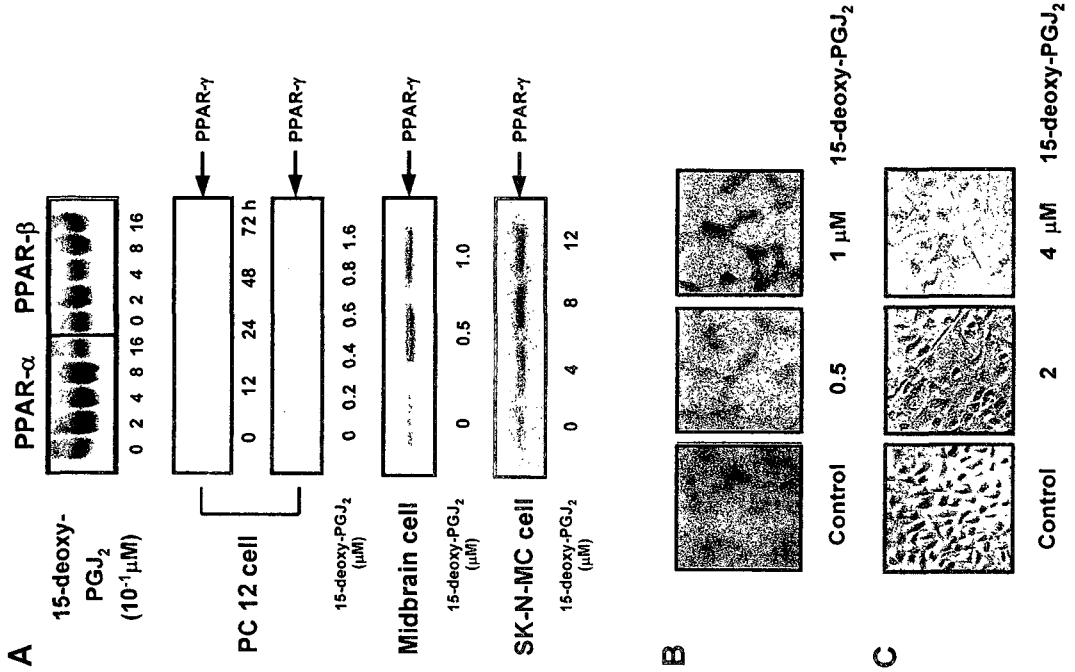 A
PPAR-α PPAR-β
15-deoxy-
PGJ₂
(10⁻¹μM)
0 2 4 8 16 0 2 4 8 16
PC 12 cell
PPAR-γ
0 12 24 48 72 h
PPAR-γ
15-deoxy-PGJ₂
(μM)
0 0.2 0.4 0.6 0.8 1.6
Midbrain cell
PPAR-γ
15-deoxy-PGJ₂
(μM)
0 0.5 1.0
SK-N-MC cell
PPAR-γ
15-deoxy-PGJ₂
(μM)
0 4 8 12
B
Control 0.5 1 μM 15-deoxy-PGJ₂
C
Control 2 4 μM 15-deoxy-PGJ₂